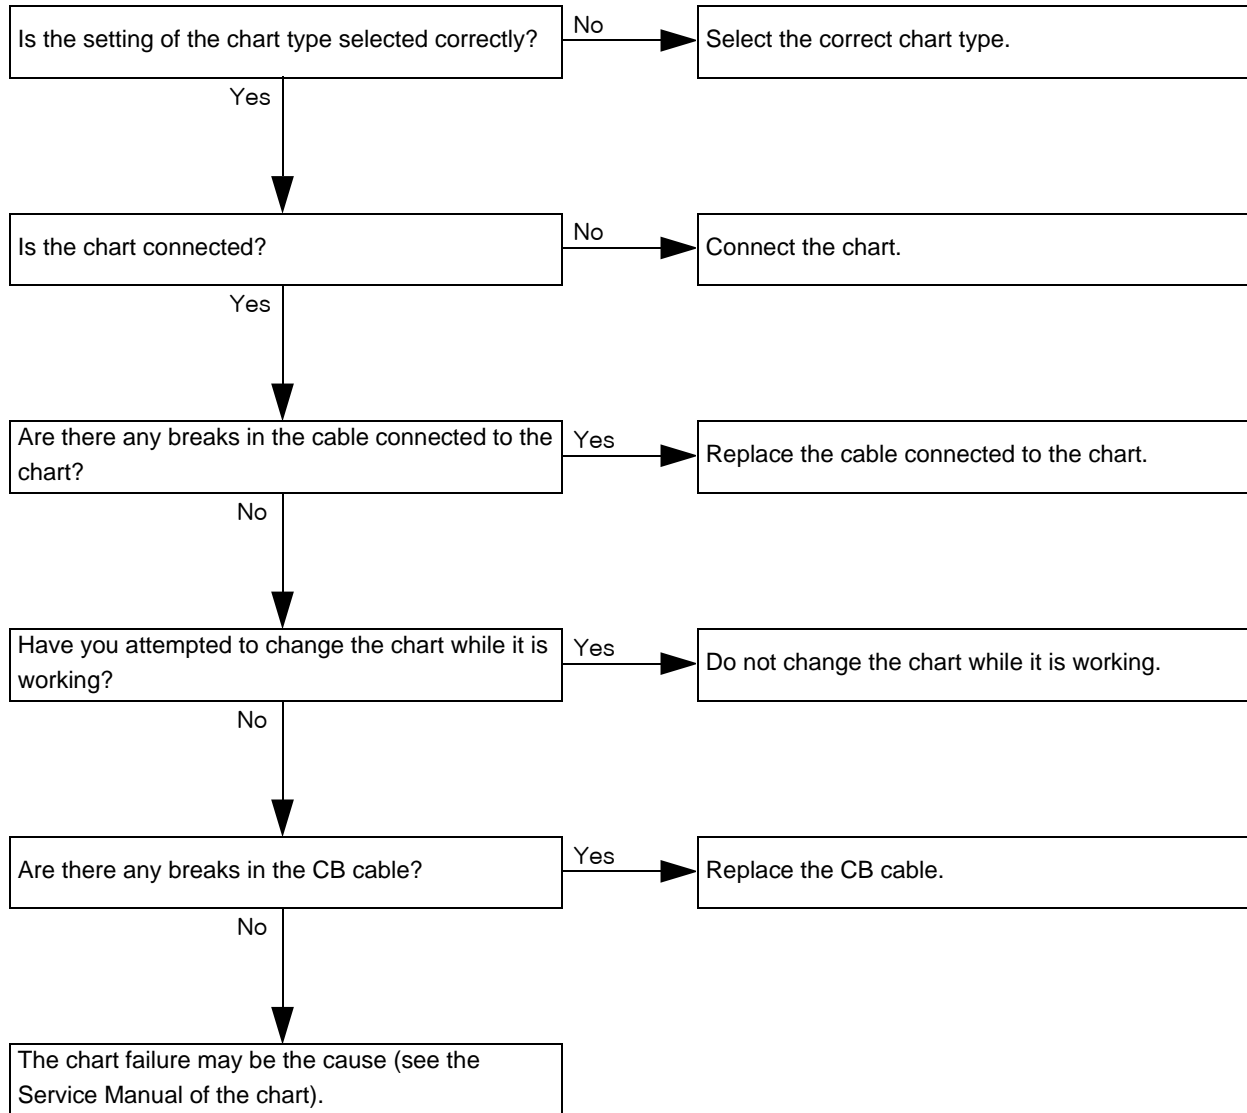 Is the setting of the chart type selected correctly?
No
Select the correct chart type.
Yes
Is the chart connected?
No
Connect the chart.
Yes
Are there any breaks in the cable connected to the
chart?
Yes
Replace the cable connected to the chart.
No
Have you attempted to change the chart while it is
working?
Yes
Do not change the chart while it is working.
No
Are there any breaks in the CB cable?
Yes
Replace the CB cable.
No
The chart failure may be the cause (see the
Service Manual of the chart).